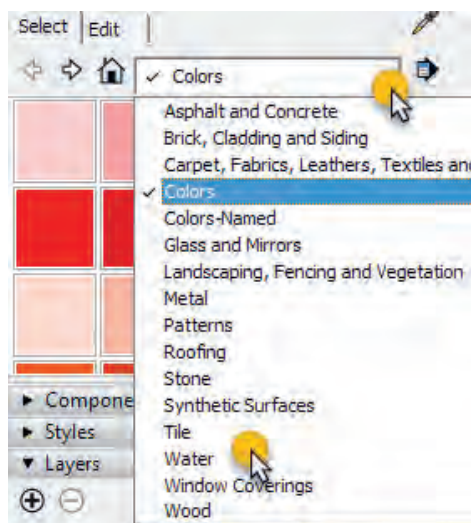 Select Edit
Colors
Asphalt and Concrete
Brick, Cladding and Siding
Carpet, Fabrics, Leathers, Textiles and
Colors
Colors-Named
Glass and Mirrors
Landscaping, Fencing and Vegetation
Metal
Patterns
Roofing
Stone
Compone
Synthetic Surfaces
Styles
Tile
Layers
Water
Window Coverings
Wood